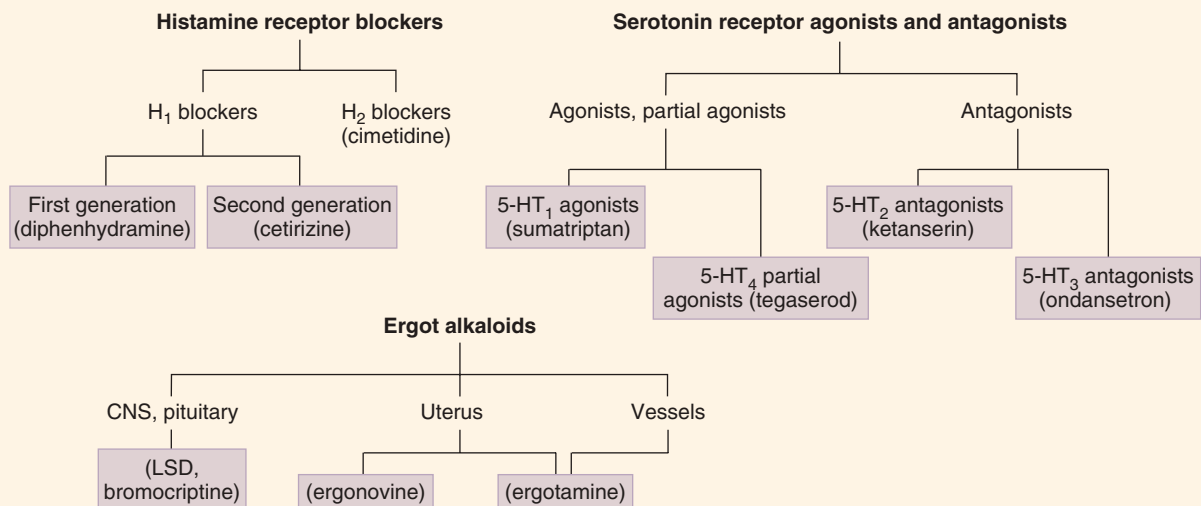 Histamine receptor blockers
H1 blockers
H2 blockers
(cimetidine)
First generation
(diphenhydramine)
Second generation
(cetirizine)
Serotonin receptor agonists and antagonists
Agonists, partial agonists
Antagonists
5-HT1 agonists
(sumatriptan)
5-HT4 partial
agonists (tegaserod)
5-HT2 antagonists
(ketanserin)
5-HT3 antagonists
(ondansetron)
Ergot alkaloids
CNS, pituitary
Uterus
Vessels
(LSD,
bromocriptine)
(ergonovine)
(ergotamine)